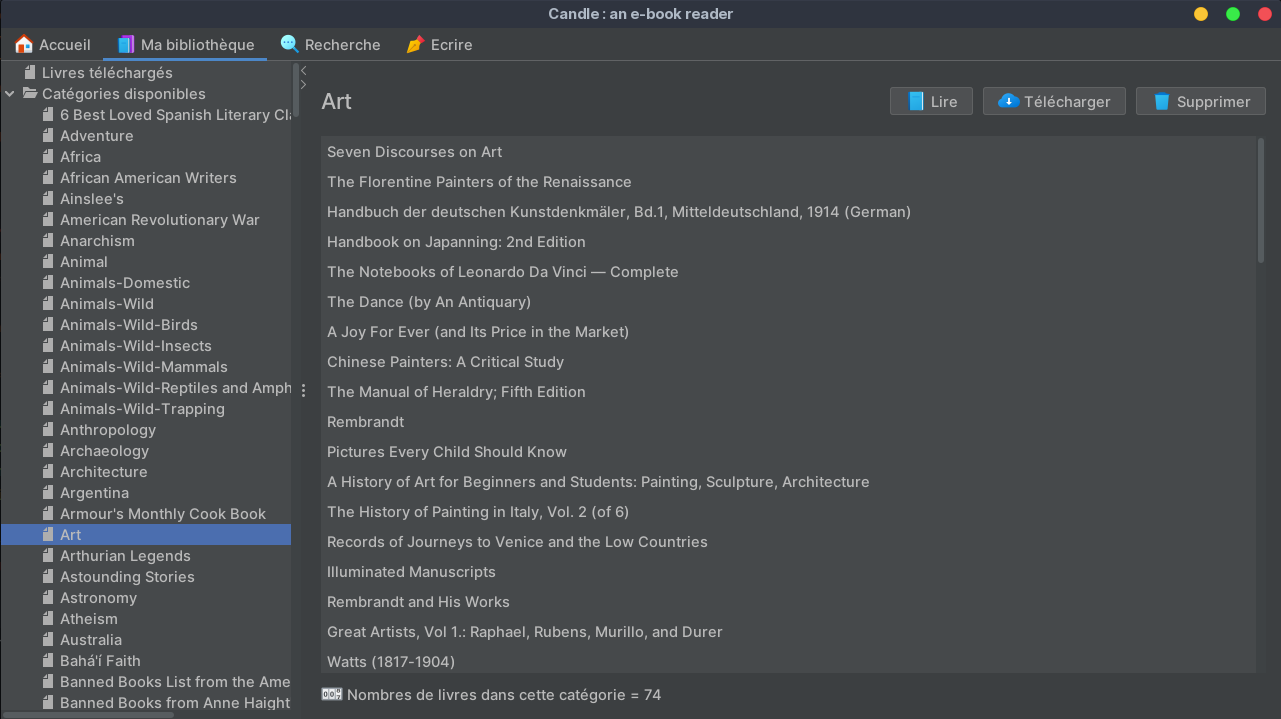 Candle : an e-book reader
Accueil
Ma bibliothèque
Recherche
Ecrire
Livres téléchargés
Catégories disponibles
6 Best Loved Spanish Literary Cla
Adventure
Africa
African American Writers
Ainslee's
American Revolutionary War
Anarchism
Animal
Animals-Domestic
Animals-Wild
Animals-Wild-Birds
Animals-Wild-Insects
Animals-Wild-Mammals
Animals-Wild-Reptiles and Amph
Animals-Wild-Trapping
Anthropology
Archaeology
Architecture
Argentina
Armour's Monthly Cook Book
Art
Arthurian Legends
Astounding Stories
Astronomy
Atheism
Australia
Bahá'í Faith
Banned Books List from the Ame
Banned Books from Anne Haight
Art
Lire
Télécharger
Supprimer
Seven Discourses on Art
The Florentine Painters of the Renaissance
Handbuch der deutschen Kunstdenkmäler, Bd.1, Mitteldeutschland, 1914 (German)
Handbook on Japanning: 2nd Edition
The Notebooks of Leonardo Da Vinci — Complete
The Dance (by An Antiquary)
A Joy For Ever (and Its Price in the Market)
Chinese Painters: A Critical Study
The Manual of Heraldry; Fifth Edition
Rembrandt
Pictures Every Child Should Know
A History of Art for Beginners and Students: Painting, Sculpture, Architecture
The History of Painting in Italy, Vol. 2 (of 6)
Records of Journeys to Venice and the Low Countries
Illuminated Manuscripts
Rembrandt and His Works
Great Artists, Vol 1.: Raphael, Rubens, Murillo, and Durer
Watts (1817-1904)
Nombres de livres dans cette catégorie = 74